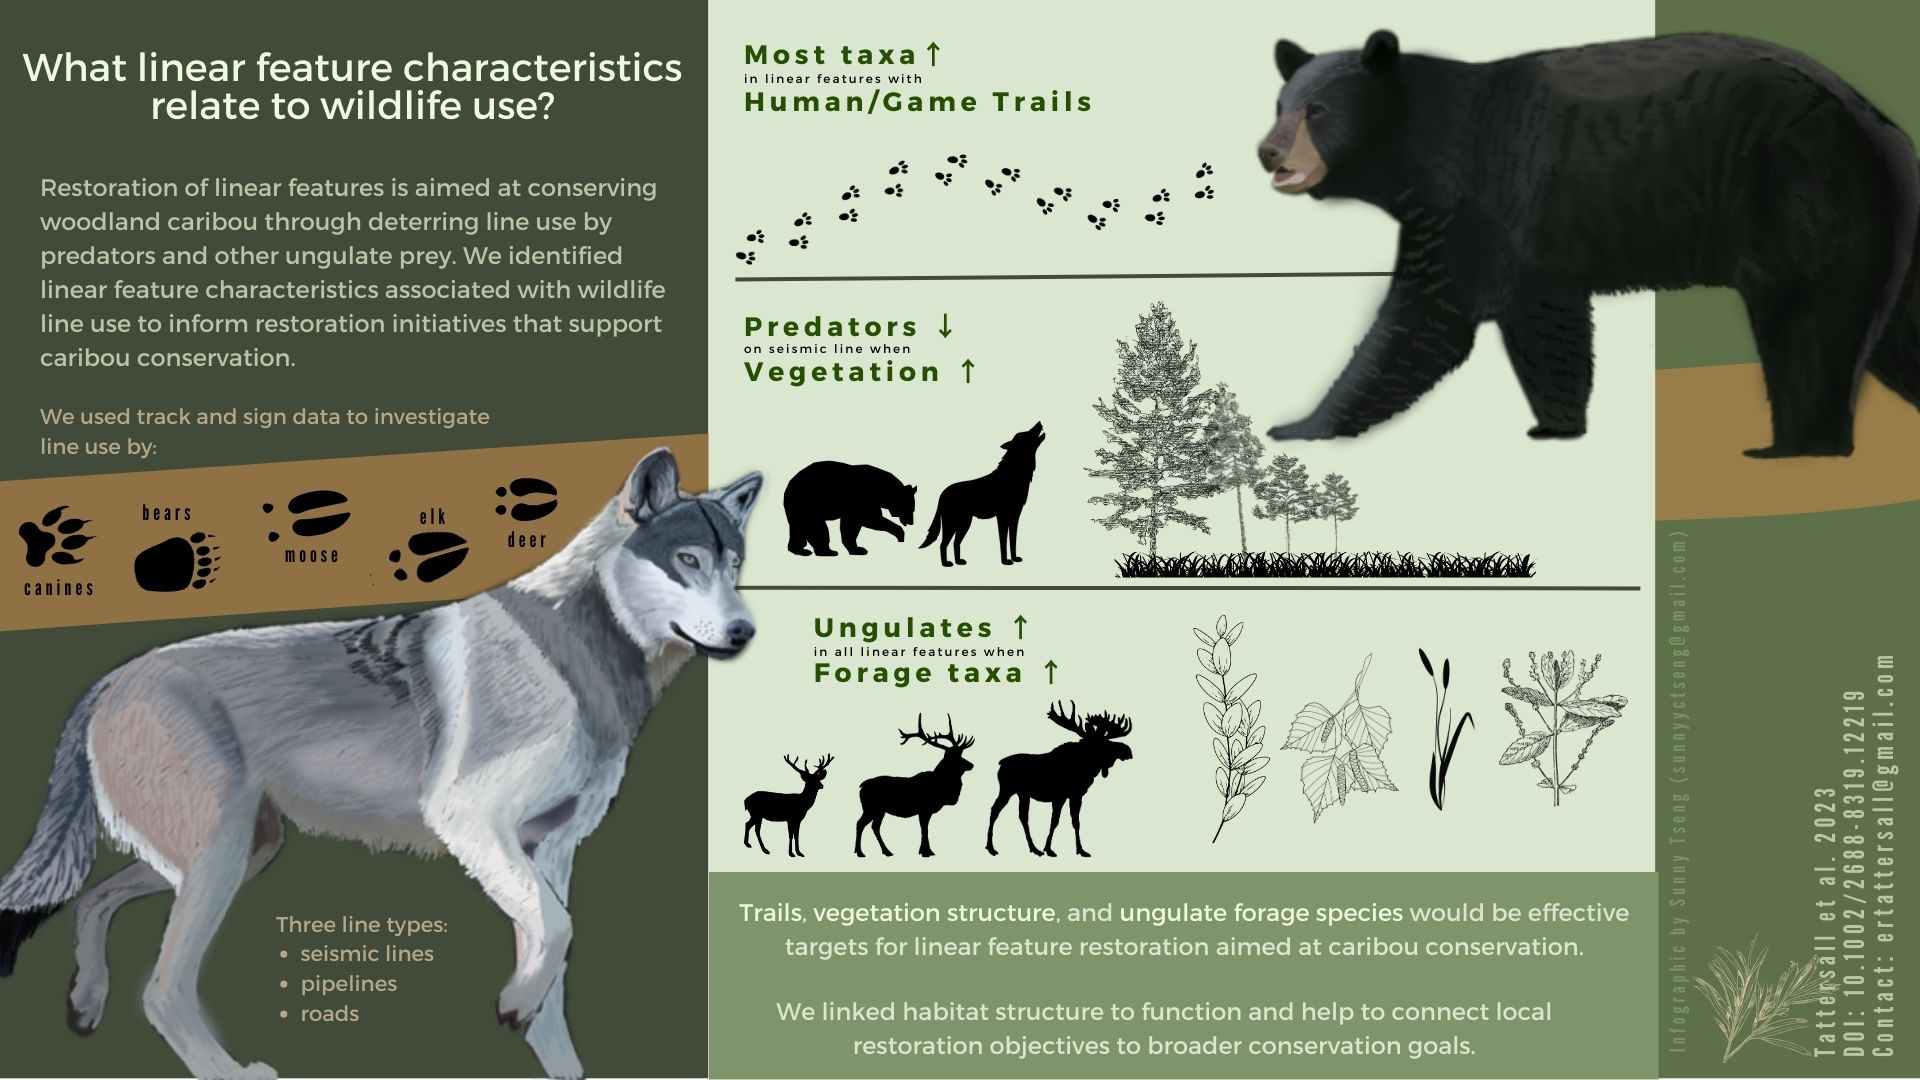 What linear feature characteristics
relate to wildlife use?
Restoration of linear features is aimed at conserving
woodland caribou through deterring line use by
predators and other ungulate prey. We identified
linear feature characteristics associated with wildlife
line use to inform restoration initiatives that support
caribou conservation.
We used track and sign data to investigate
line use by:
canines
bears
moose
elk
deer
Three line types:
• seismic lines
• pipelines
• roads
Most taxa ↑
in linear features with
Human/Game Trails
Predators ↓
on seismic line when
Vegetation ↑
Ungulates ↑
in all linear features when
Forage taxa ↑
Trails, vegetation structure, and ungulate forage species would be effective
targets for linear feature restoration aimed at caribou conservation.
We linked habitat structure to function and help to connect local
restoration objectives to broader conservation goals.
Infographic by Sunny Tseng (sunnyctseng@gmail.com)
Tattersall et al. 2023
DOI: 10.1002/2688-8319.12219
Contact: ertattersall@gmail.com